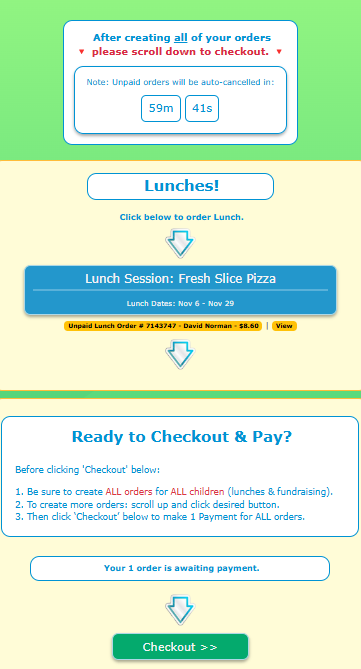 After creating all of your orders
♥ please scroll down to checkout. ♥
Note: Unpaid orders will be auto-cancelled in:
59m 41s
Lunches!
Click below to order Lunch.
Lunch Session: Fresh Slice Pizza
Lunch Dates: Nov 6 - Nov 29
Unpaid Lunch Order # 7143747 - David Norman - $8.60 | View
Ready to Checkout & Pay?
Before clicking 'Checkout' below:
1. Be sure to create ALL orders for ALL children (lunches & fundraising).
2. To create more orders: scroll up and click desired button.
3. Then click 'Checkout' below to make 1 Payment for ALL orders.
Your 1 order is awaiting payment.
Checkout >>